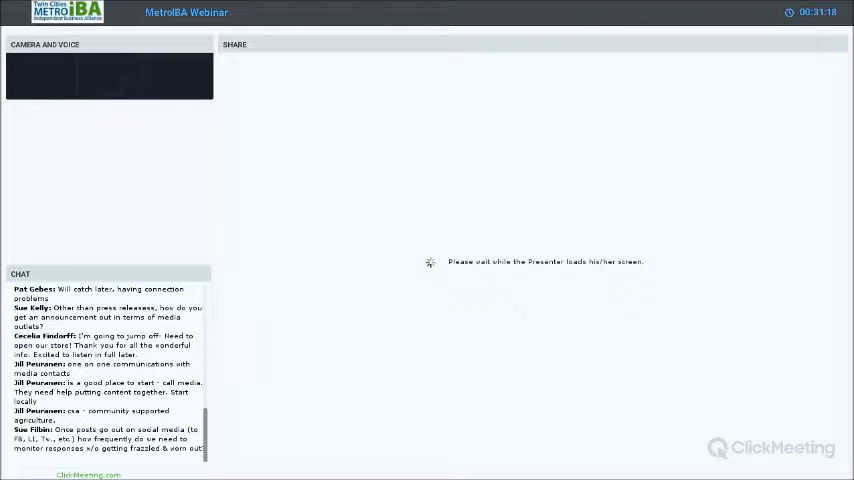 Twin Cities
METRO iBA
Independent Business Alliance
MetroIBA Webinar
00:31:18
CAMERA AND VOICE
SHARE
Please wait while the Presenter loads his/her screen.
CHAT
Pat Gebes: Will catch later, having connection
problems
Sue Kelly: Other than press releasess, how do you
get an announcement out in terms of media
outlets?
Cecelia Findorff: I'm going to jump off- Need to
open our store! Thank you for all the wonderful
info. Excited to listen in full later.
Jill Peuranen: one on one communications with
media contacts
Jill Peuranen: is a good place to start - call media.
They need help putting content together. Start
locally
Jill Peuranen: csa - community supported
agriculture,
Sue Filbin: Once posts go out on social media (to
FB, LI, Tw., etc.) how frequently do we need to
monitor responses w/o getting frazzled & worn out?
ClickMeeting
ClickMeeting.com